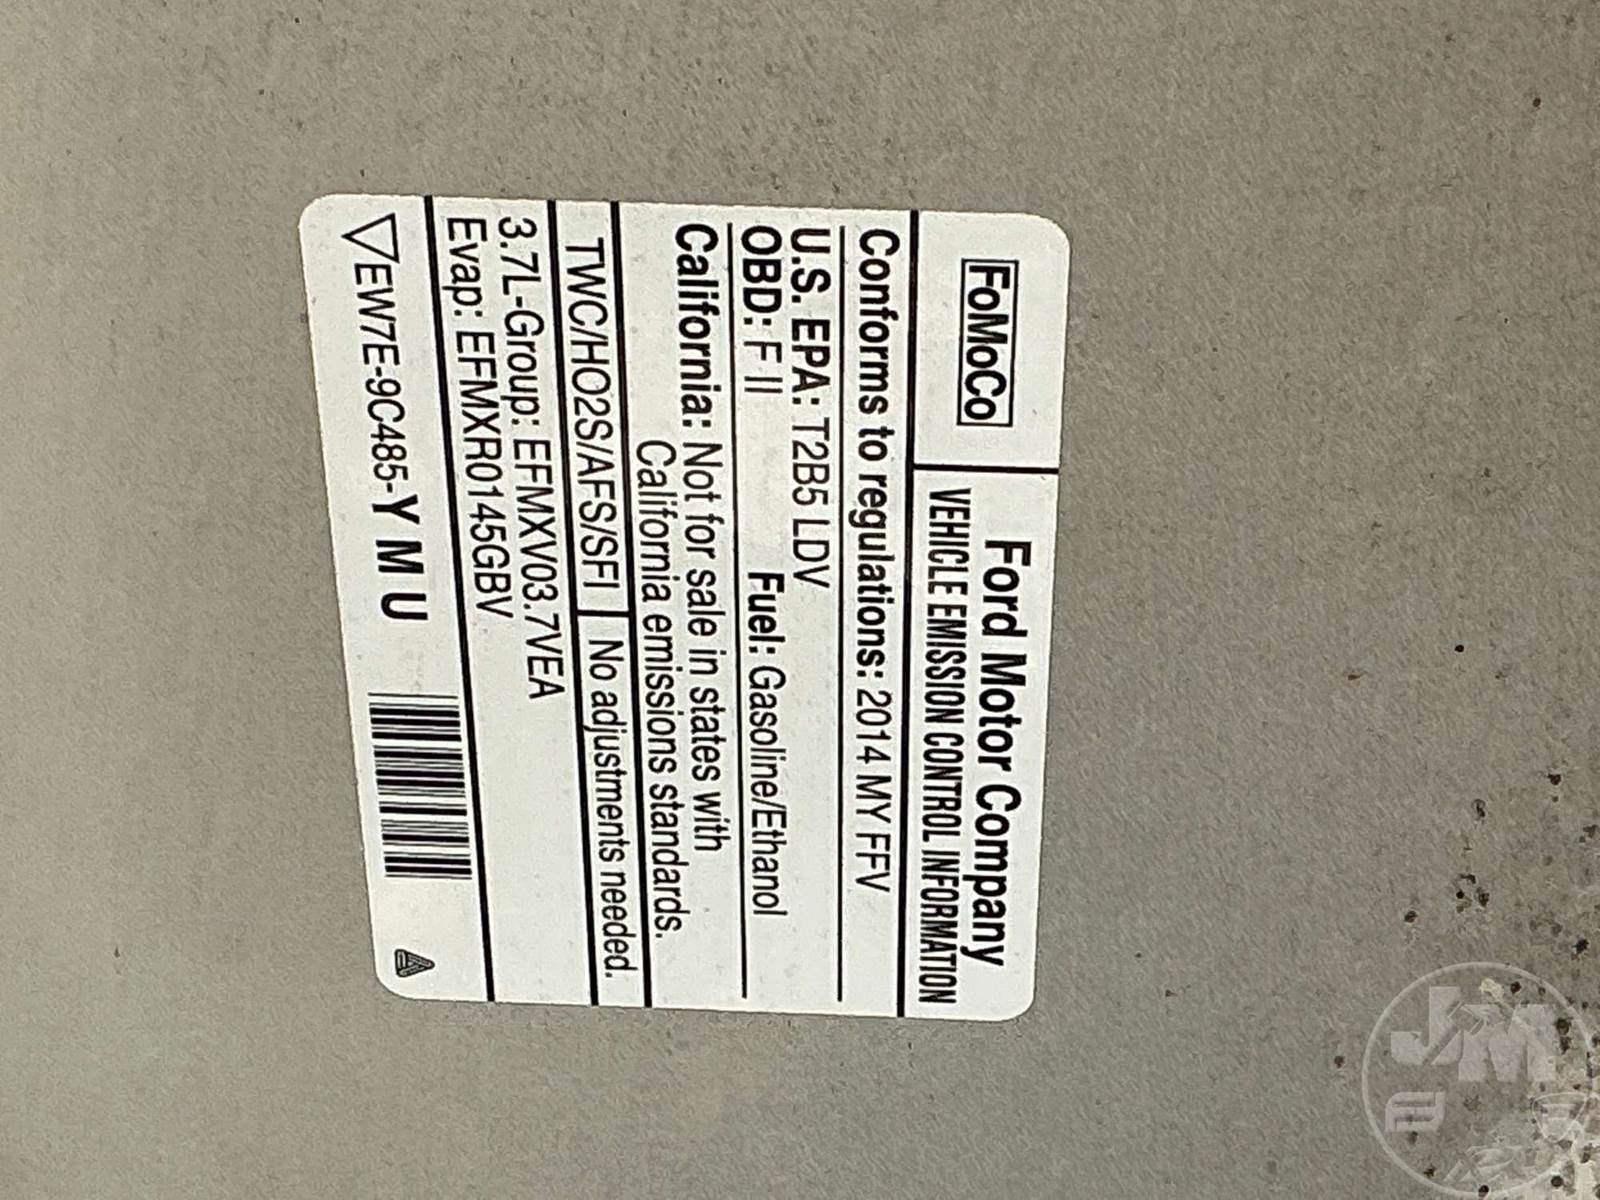 FoMoCo
Ford Motor Company
VEHICLE EMISSION CONTROL INFORMATION
Conforms to regulations: 2014 MY FFV
U.S. EPA: T2B5 LDV
OBD: F II Fuel: Gasoline/Ethanol
California: Not for sale in states with
California emissions standards.
TWC/HO2S/AFS/SFI No adjustments needed.
3.7L-Group: EFMXV03.7VEA
Evap: EFMXR0145GBV
EW7E-9C485-Y M U
JM